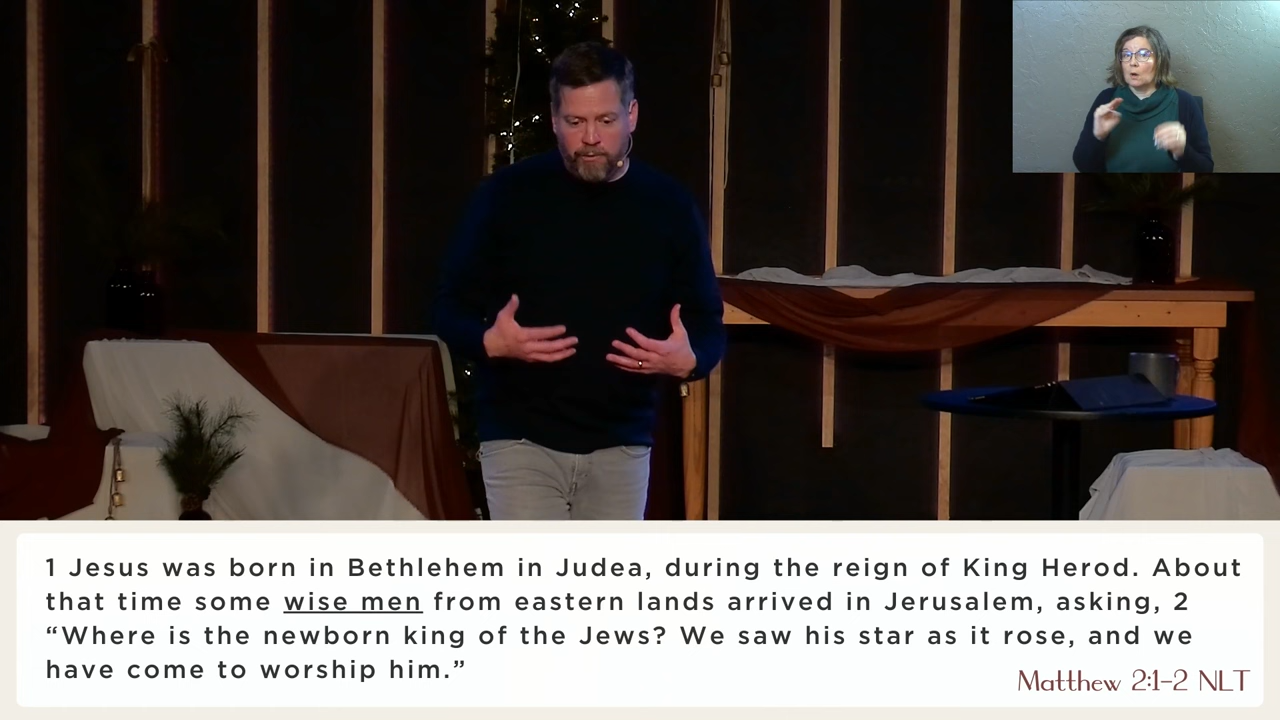 1 Jesus was born in Bethlehem in Judea, during the reign of King Herod. About
that time some wise men from eastern lands arrived in Jerusalem, asking, 2
“Where is the newborn king of the Jews? We saw his star as it rose, and we
have come to worship him.”
Matthew 2:1-2 NLT